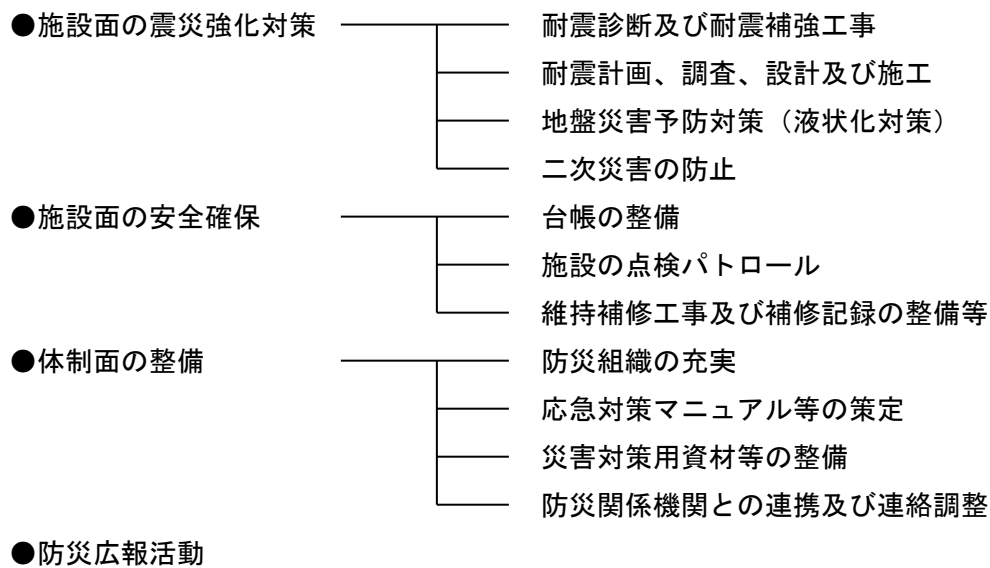 ●施設面の震災強化対策 耐震診断及び耐震補強工事
耐震計画、調査、設計及び施工
地盤災害予防対策（液状化対策）
二次災害の防止
●施設面の安全確保 台帳の整備
施設の点検パトロール
維持補修工事及び補修記録の整備等
●体制面の整備 防災組織の充実
応急対策マニュアル等の策定
災害対策用資材等の整備
防災関係機関との連携及び連絡調整
●防災広報活動